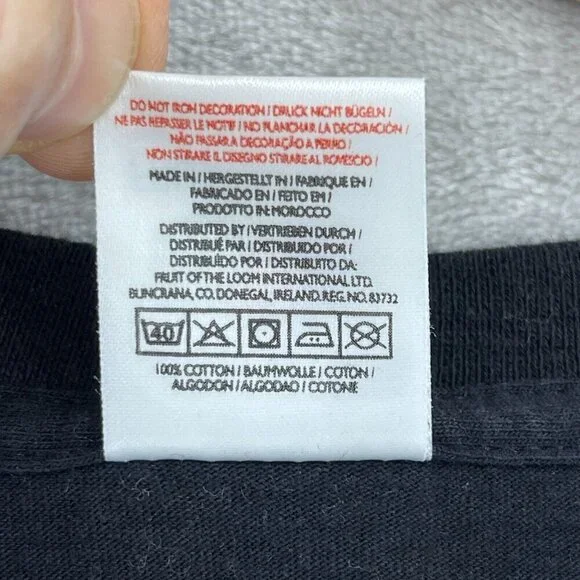 DO NOT IRON DECORATION / DRUCK NICHT BÜGELN /
NE PAS REPASSER LE MOTIF / NO PLANCHAR LA DECORACIÓN /
NÃO PASSAR A DECORAÇÃO A FERRO /
NON STIRARE IL DISEGNO STIRARE AL ROVESCIO /
MADE IN / HERGESTELLT IN / FABRIQUE EN /
FABRICADO EN / FEITO EM /
PRODOTTO IN: MOROCCO
DISTRIBUTED BY / VERTRIEBEN DURCH /
DISTRIBUÉ PAR / DISTRIBUIDO POR /
DISTRIBUÍDO POR / DISTRIBUITO DA:
FRUIT OF THE LOOM INTERNATIONAL LTD.
BUNCRANA, CO. DONEGAL, IRELAND. REG. NO. 83732
40
100% COTTON / BAUMWOLLE / COTON /
ALGODON / ALGODAO / COTONE